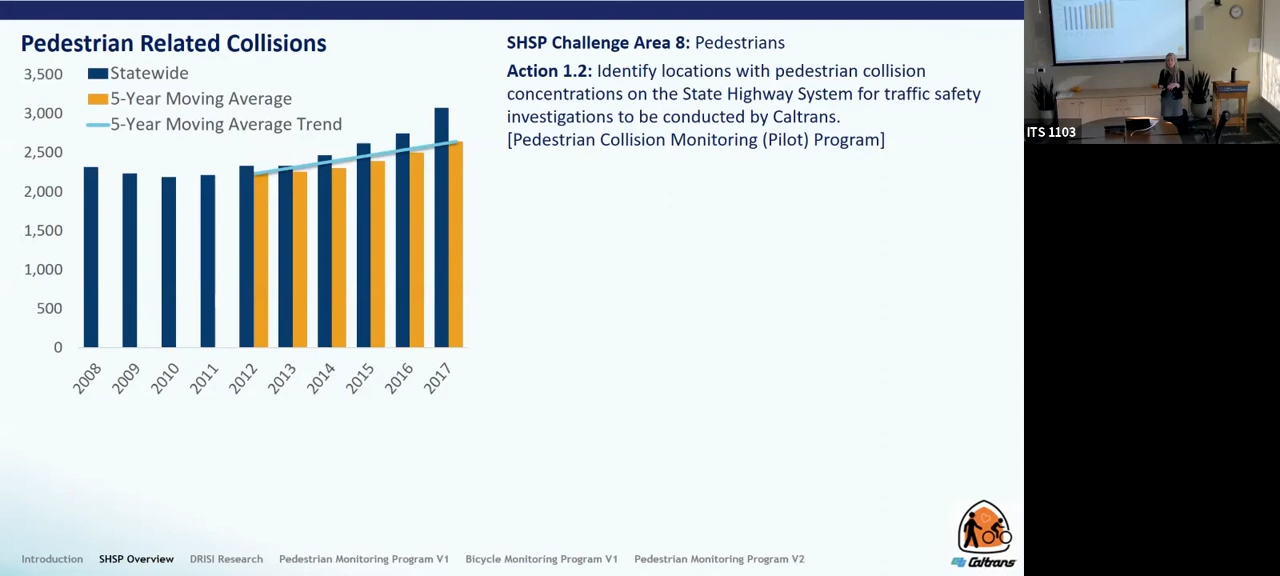 Pedestrian Related Collisions
3,500
3,000
2,500
2,000
1,500
1,000
500
0
Statewide
5-Year Moving Average
5-Year Moving Average Trend
2008
2009
2010
2011
2012
2013
2014
2015
2016
2017
SHSP Challenge Area 8: Pedestrians
Action 1.2: Identify locations with pedestrian collision
concentrations on the State Highway System for traffic safety
investigations to be conducted by Caltrans.
[Pedestrian Collision Monitoring (Pilot) Program]
ITS 1103
Caltrans
Introduction SHSP Overview DRISI Research Pedestrian Monitoring Program V1 Bicycle Monitoring Program V1 Pedestrian Monitoring Program V2